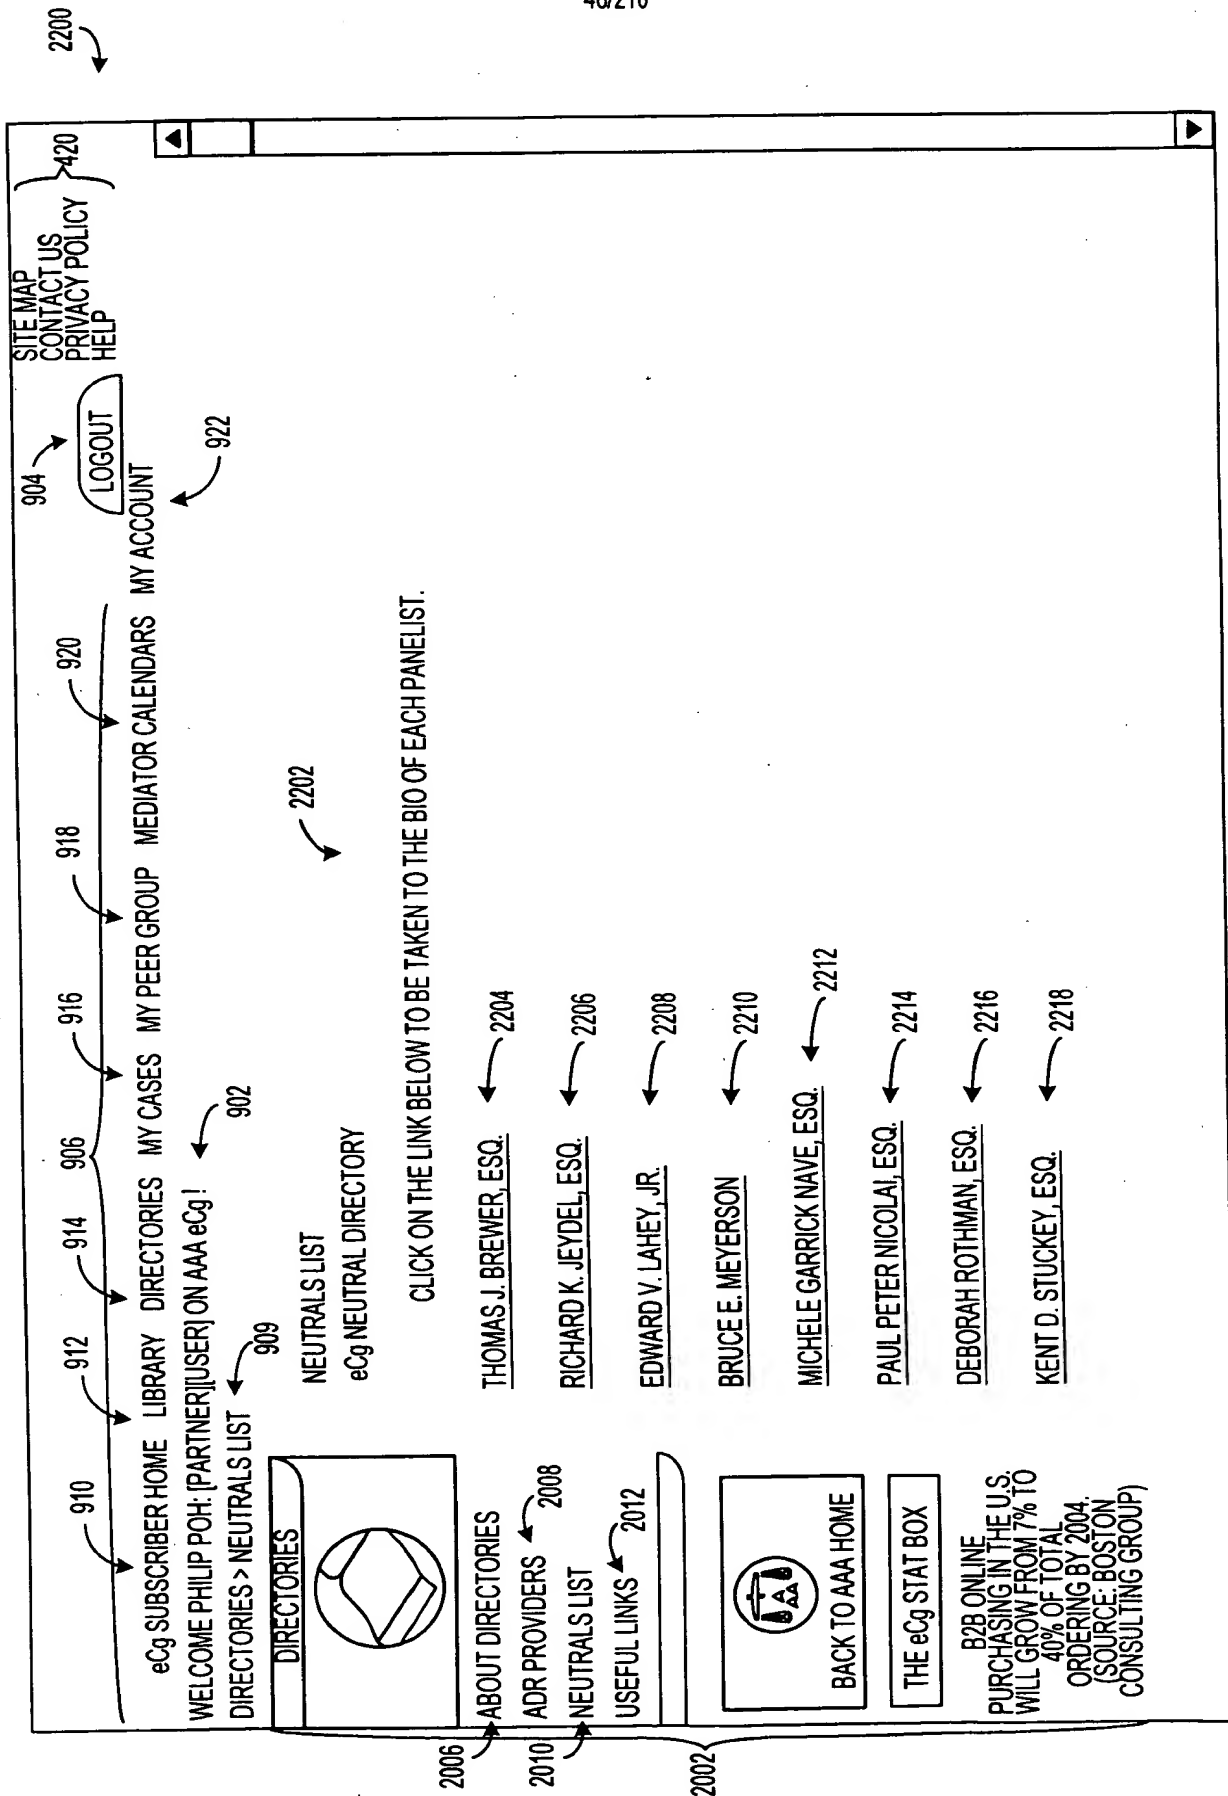 2200
SITE MAP
CONTACT US
PRIVACY POLICY
HELP
420
904
LOGOUT
906
910
912
914
916
918
920
922
eCg SUBSCRIBER HOME LIBRARY DIRECTORIES MY CASES MY PEER GROUP MEDIATOR CALENDARS MY ACCOUNT
WELCOME PHILIP POH: [PARTNER][USER] ON AAA eCg!
902
DIRECTORIES > NEUTRALS LIST
909
DIRECTORIES
2006
ABOUT DIRECTORIES
ADR PROVIDERS
2008
2010
NEUTRALS LIST
USEFUL LINKS
2012
2002
BACK TO AAA HOME
THE eCg STAT BOX
B2B ONLINE
PURCHASING IN THE U.S.
WILL GROW FROM 7% TO
40% OF TOTAL
ORDERING BY 2004.
(SOURCE: BOSTON
CONSULTING GROUP)
NEUTRALS LIST
eCg NEUTRAL DIRECTORY
2202
CLICK ON THE LINK BELOW TO BE TAKEN TO THE BIO OF EACH PANELIST.
THOMAS J. BREWER, ESQ.
2204
RICHARD K. JEYDEL, ESQ.
2206
EDWARD V. LAHEY, JR.
2208
BRUCE E. MEYERSON
2210
MICHELE GARRICK NAVE, ESQ.
2212
PAUL PETER NICOLAI, ESQ.
2214
DEBORAH ROTHMAN, ESQ.
2216
KENT D. STUCKEY, ESQ.
2218